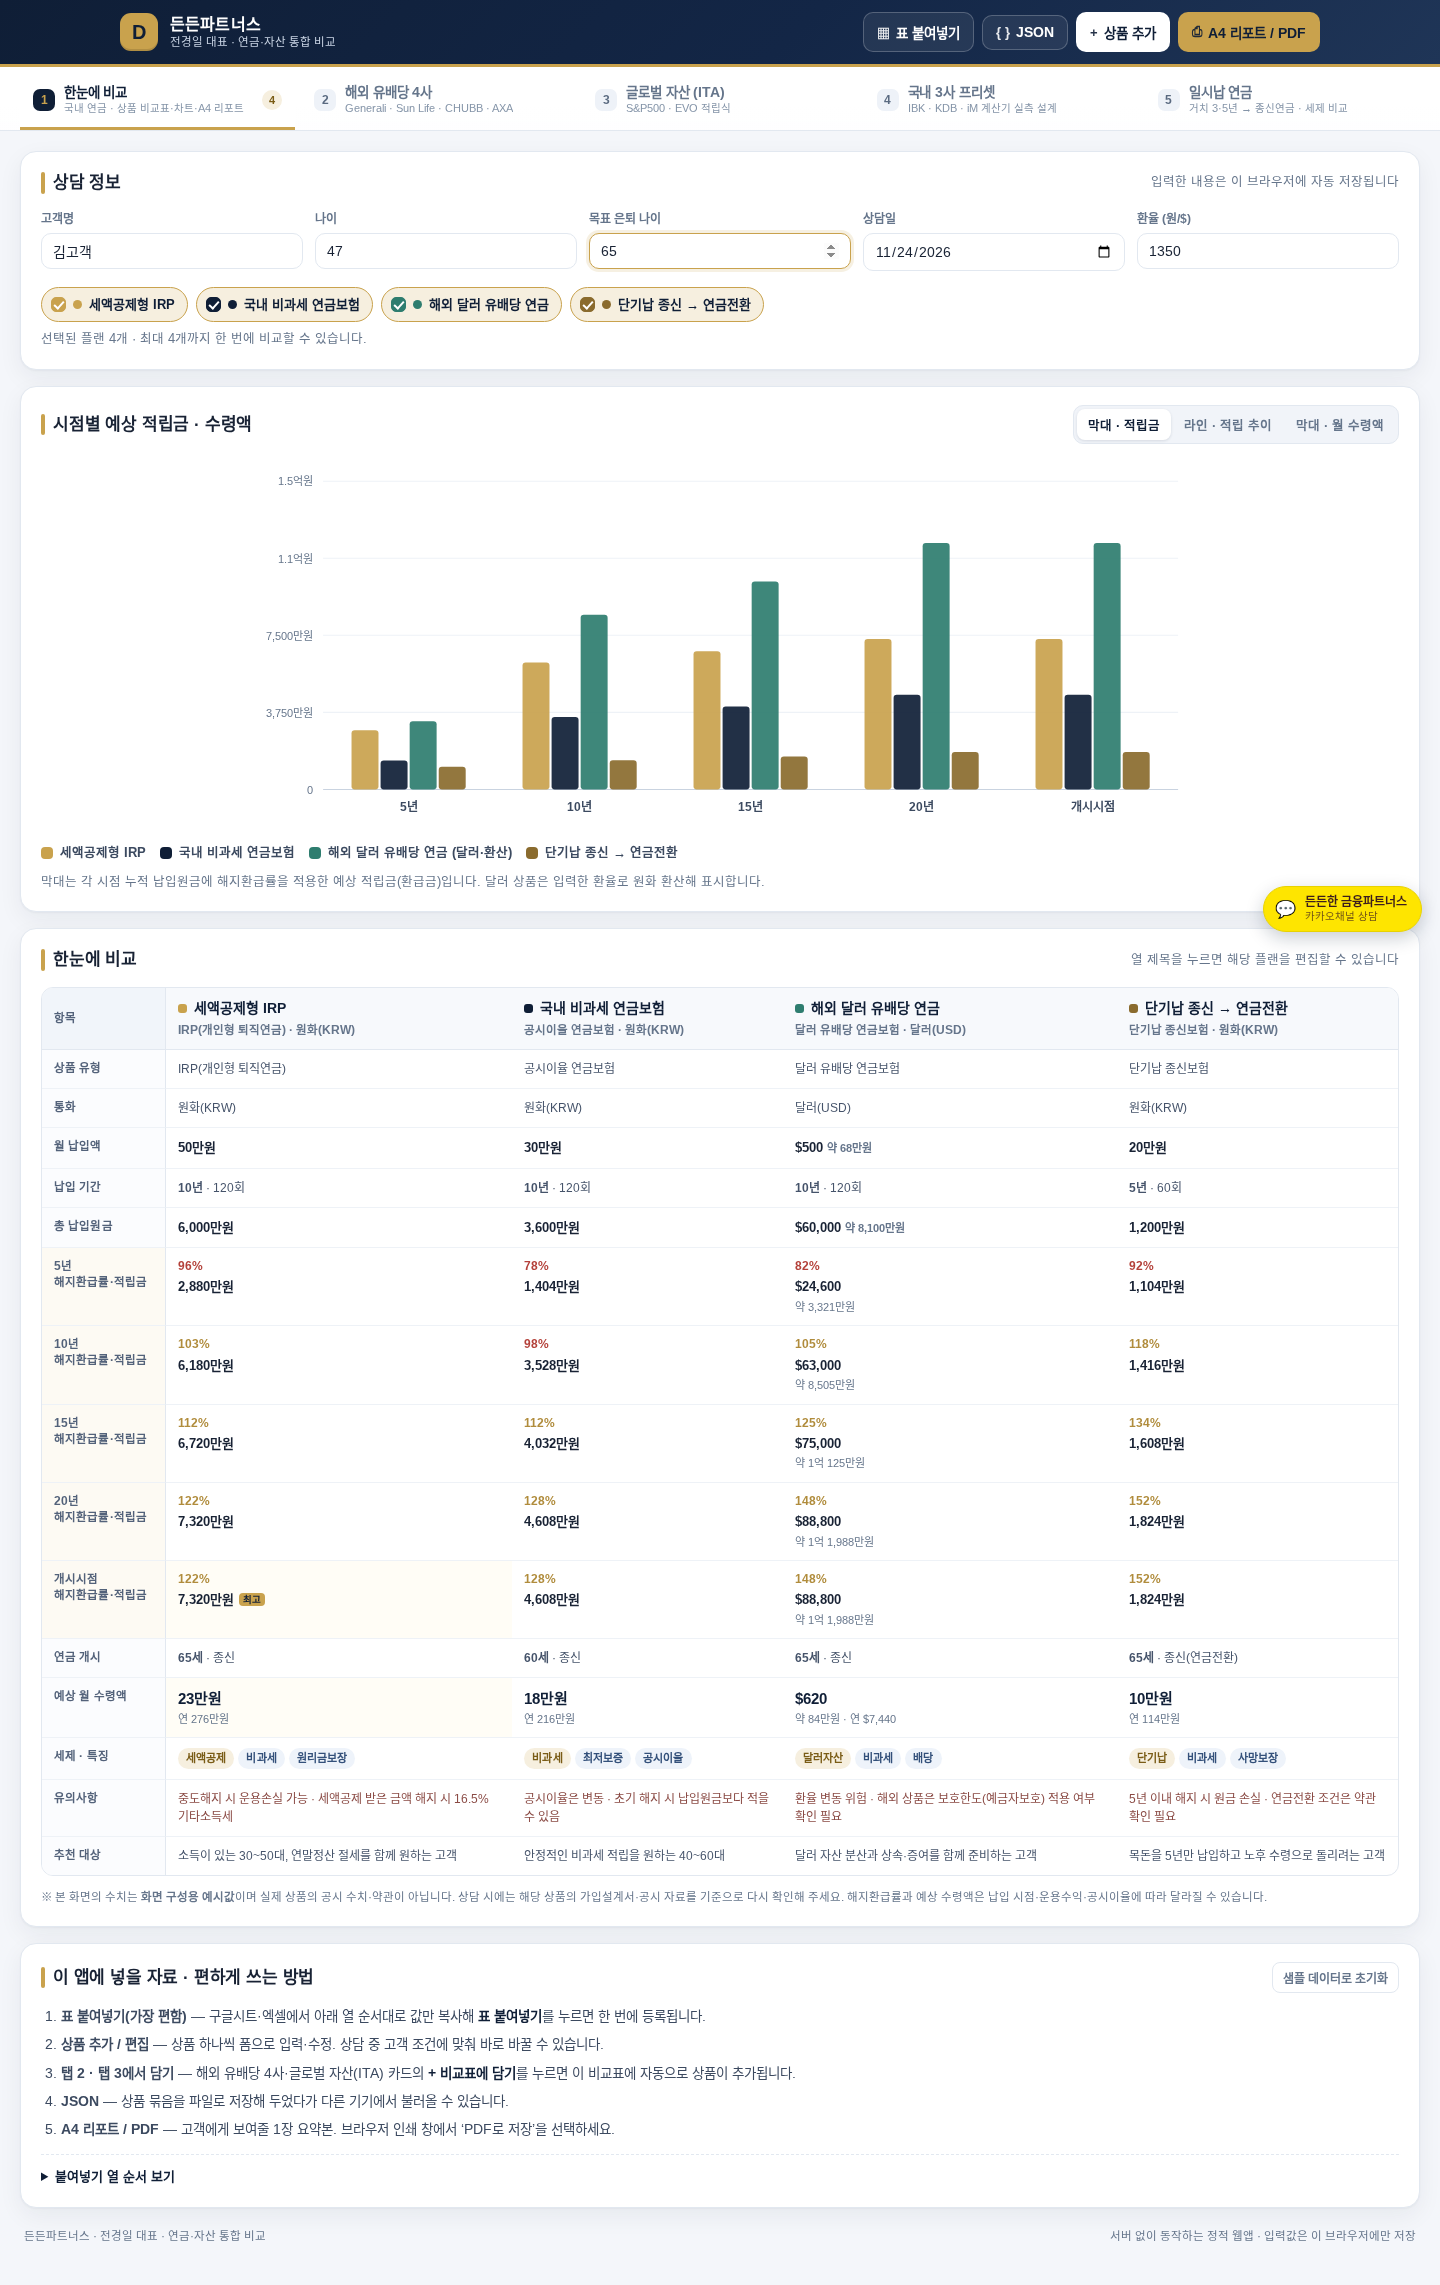 D
든든파트너스
전경일 대표 · 연금·자산 통합 비교
▦ 표 붙여넣기
{ } JSON
+ 상품 추가
⎙ A4 리포트 / PDF
1 한눈에 비교
국내 연금 · 상품 비교표·차트·A4 리포트
4
2 해외 유배당 4사
Generali · Sun Life · CHUBB · AXA
3 글로벌 자산 (ITA)
S&P500 · EVO 적립식
4 국내 3사 프리셋
IBK · KDB · iM 계산기 실측 설계
5 일시납 연금
거치 3·5년 → 종신연금 · 세제 비교
상담 정보
입력한 내용은 이 브라우저에 자동 저장됩니다
고객명 나이 목표 은퇴 나이 상담일 환율 (원/$)
김고객 47 65 11/24/2026 1350
세액공제형 IRP 국내 비과세 연금보험 해외 달러 유배당 연금 단기납 종신 → 연금전환
선택된 플랜 4개 · 최대 4개까지 한 번에 비교할 수 있습니다.
시점별 예상 적립금 · 수령액
막대 · 적립금 라인 · 적립 추이 막대 · 월 수령액
1.5억원
1.1억원
7,500만원
3,750만원
0
5년 10년 15년 20년 개시시점
세액공제형 IRP 국내 비과세 연금보험 해외 달러 유배당 연금 (달러·환산) 단기납 종신 → 연금전환
막대는 각 시점 누적 납입원금에 해지환급률을 적용한 예상 적립금(환급금)입니다. 달러 상품은 입력한 환율로 원화 환산해 표시합니다.
든든한 금융파트너스
카카오채널 상담
한눈에 비교
열 제목을 누르면 해당 플랜을 편집할 수 있습니다
항목 세액공제형 IRP 국내 비과세 연금보험 해외 달러 유배당 연금 단기납 종신 → 연금전환
IRP(개인형 퇴직연금) · 원화(KRW) 공시이율 연금보험 · 원화(KRW) 달러 유배당 연금보험 · 달러(USD) 단기납 종신보험 · 원화(KRW)
상품 유형 IRP(개인형 퇴직연금) 공시이율 연금보험 달러 유배당 연금보험 단기납 종신보험
통화 원화(KRW) 원화(KRW) 달러(USD) 원화(KRW)
월 납입액 50만원 30만원 $500 약 68만원 20만원
납입 기간 10년 · 120회 10년 · 120회 10년 · 120회 5년 · 60회
총 납입원금 6,000만원 3,600만원 $60,000 약 8,100만원 1,200만원
5년 96% 78% 82% 92%
해지환급률·적립금 2,880만원 1,404만원 $24,600 1,104만원
약 3,321만원
10년 103% 98% 105% 118%
해지환급률·적립금 6,180만원 3,528만원 $63,000 1,416만원
약 8,505만원
15년 112% 112% 125% 134%
해지환급률·적립금 6,720만원 4,032만원 $75,000 1,608만원
약 1억 125만원
20년 122% 128% 148% 152%
해지환급률·적립금 7,320만원 4,608만원 $88,800 1,824만원
약 1억 1,988만원
개시시점 122% 128% 148% 152%
해지환급률·적립금 7,320만원 최고 4,608만원 $88,800 1,824만원
약 1억 1,988만원
연금 개시 65세 · 종신 60세 · 종신 65세 · 종신 65세 · 종신(연금전환)
예상 월 수령액 23만원 18만원 $620 10만원
연 276만원 연 216만원 약 84만원 · 연 $7,440 연 114만원
세제 · 특징 세액공제 비과세 원리금보장 비과세 최저보증 공시이율 달러자산 비과세 배당 단기납 비과세 사망보장
유의사항 중도해지 시 운용손실 가능 · 세액공제 받은 금액 해지 시 16.5% 공시이율은 변동 · 초기 해지 시 납입원금보다 적을 환율 변동 위험 · 해외 상품은 보호한도(예금자보호) 적용 여부 5년 이내 해지 시 원금 손실 · 연금전환 조건은 약관
기타소득세 수 있음 확인 필요 확인 필요
추천 대상 소득이 있는 30~50대, 연말정산 절세를 함께 원하는 고객 안정적인 비과세 적립을 원하는 40~60대 달러 자산 분산과 상속·증여를 함께 준비하는 고객 목돈을 5년만 납입하고 노후 수령으로 돌리려는 고객
※ 본 화면의 수치는 화면 구성용 예시값이며 실제 상품의 공시 수치·약관이 아닙니다. 상담 시에는 해당 상품의 가입설계서·공시 자료를 기준으로 다시 확인해 주세요. 해지환급률과 예상 수령액은 납입 시점·운용수익·공시이율에 따라 달라질 수 있습니다.
이 앱에 넣을 자료 · 편하게 쓰는 방법
샘플 데이터로 초기화
1. 표 붙여넣기(가장 편함) — 구글시트·엑셀에서 아래 열 순서대로 값만 복사해 표 붙여넣기를 누르면 한 번에 등록됩니다.
2. 상품 추가 / 편집 — 상품 하나씩 폼으로 입력·수정. 상담 중 고객 조건에 맞춰 바로 바꿀 수 있습니다.
3. 탭 2 · 탭 3에서 담기 — 해외 유배당 4사·글로벌 자산(ITA) 카드의 + 비교표에 담기를 누르면 이 비교표에 자동으로 상품이 추가됩니다.
4. JSON — 상품 묶음을 파일로 저장해 두었다가 다른 기기에서 불러올 수 있습니다.
5. A4 리포트 / PDF — 고객에게 보여줄 1장 요약본. 브라우저 인쇄 창에서 ‘PDF로 저장’을 선택하세요.
▶ 붙여넣기 열 순서 보기
든든파트너스 · 전경일 대표 · 연금·자산 통합 비교
서버 없이 동작하는 정적 웹앱 · 입력값은 이 브라우저에만 저장